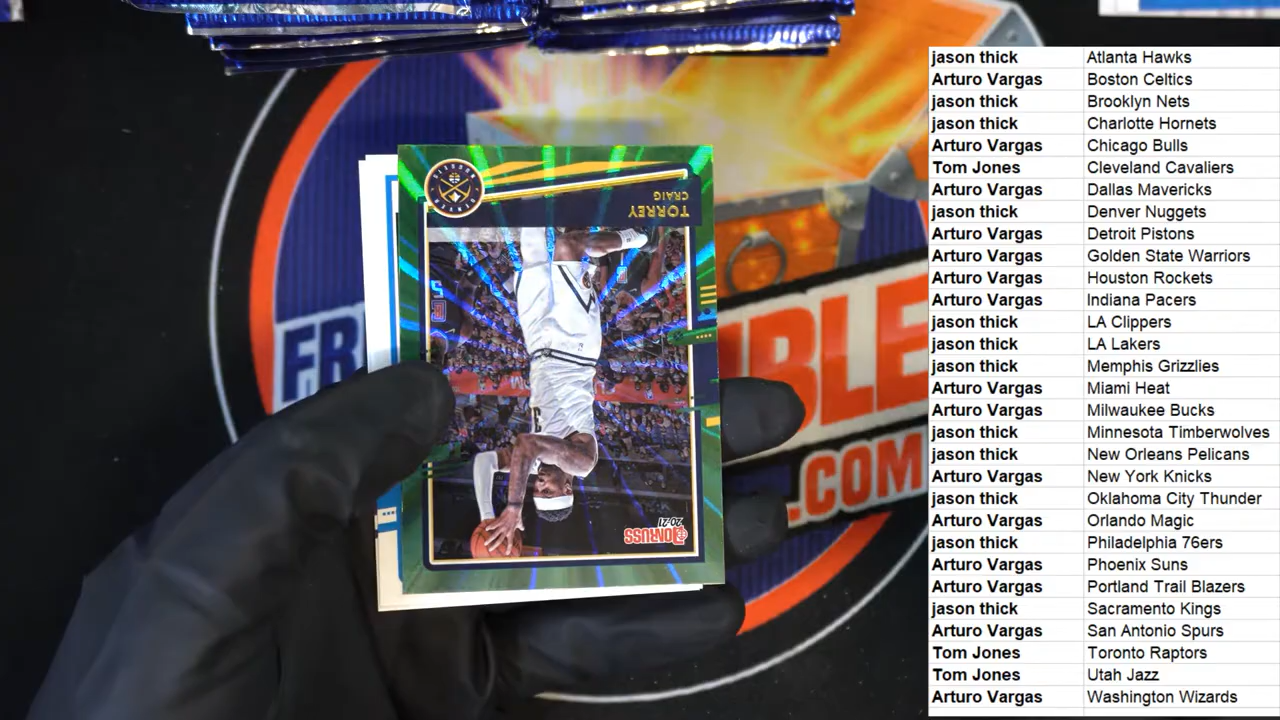 jason thick Atlanta Hawks
Arturo Vargas Boston Celtics
jason thick Brooklyn Nets
jason thick Charlotte Hornets
Arturo Vargas Chicago Bulls
Tom Jones Cleveland Cavaliers
Arturo Vargas Dallas Mavericks
jason thick Denver Nuggets
Arturo Vargas Detroit Pistons
Arturo Vargas Golden State Warriors
Arturo Vargas Houston Rockets
Arturo Vargas Indiana Pacers
jason thick LA Clippers
jason thick LA Lakers
jason thick Memphis Grizzlies
Arturo Vargas Miami Heat
Arturo Vargas Milwaukee Bucks
jason thick Minnesota Timberwolves
jason thick New Orleans Pelicans
Arturo Vargas New York Knicks
jason thick Oklahoma City Thunder
Arturo Vargas Orlando Magic
jason thick Philadelphia 76ers
Arturo Vargas Phoenix Suns
Arturo Vargas Portland Trail Blazers
jason thick Sacramento Kings
Arturo Vargas San Antonio Spurs
Tom Jones Toronto Raptors
Tom Jones Utah Jazz
Arturo Vargas Washington Wizards
DENVER NUGGETS
TORREY
CRAIG
20-21
DONRUSS
FR
BLE
.COM